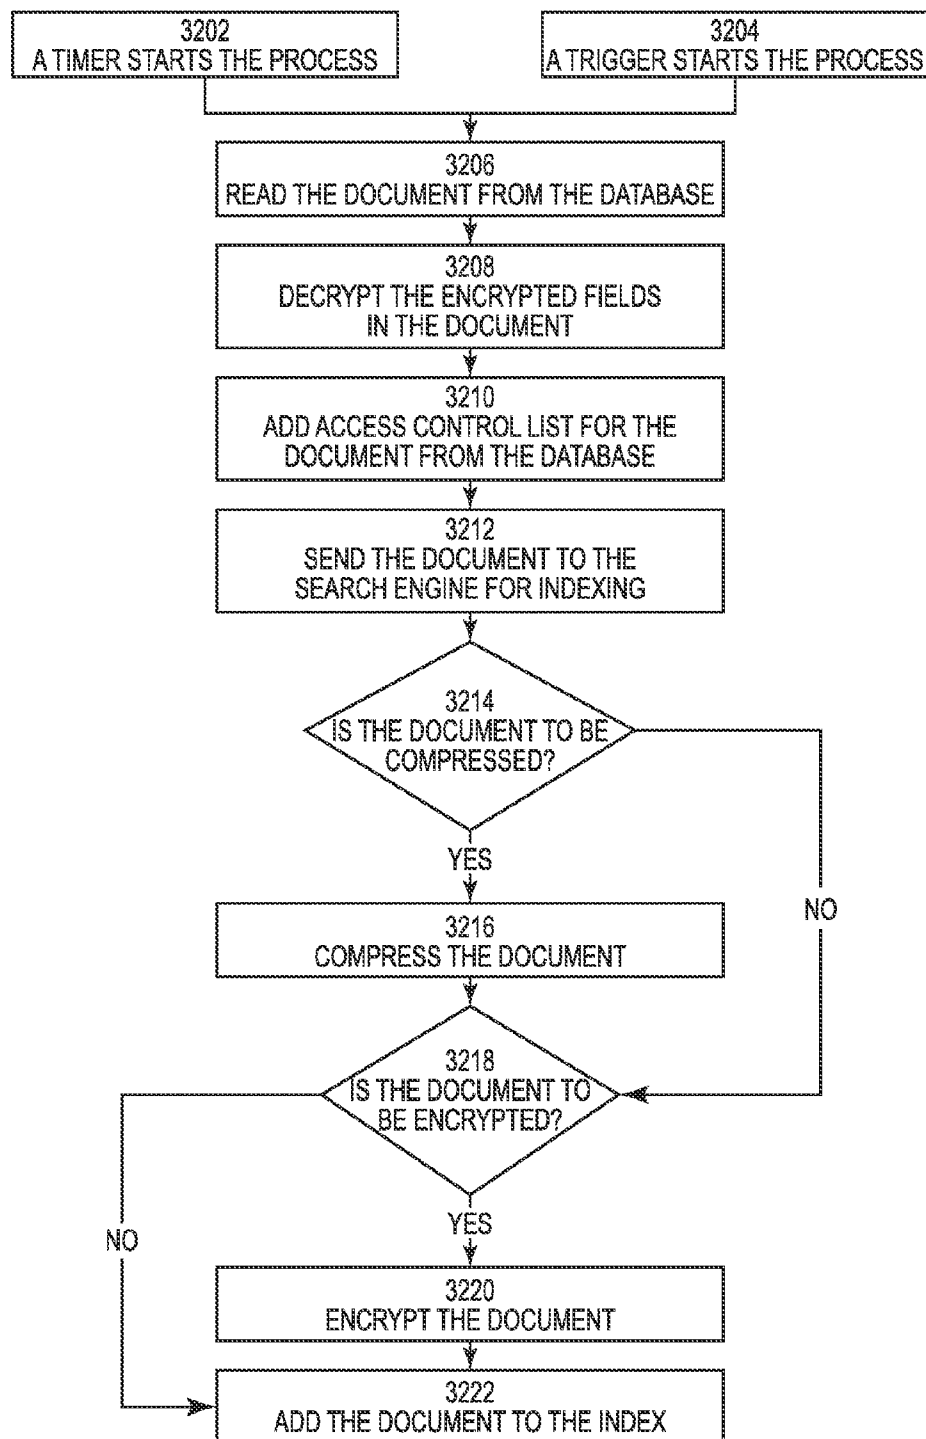 3202
A TIMER STARTS THE PROCESS
3204
A TRIGGER STARTS THE PROCESS
3206
READ THE DOCUMENT FROM THE DATABASE
3208
DECRYPT THE ENCRYPTED FIELDS
IN THE DOCUMENT
3210
ADD ACCESS CONTROL LIST FOR THE
DOCUMENT FROM THE DATABASE
3212
SEND THE DOCUMENT TO THE
SEARCH ENGINE FOR INDEXING
3214
IS THE DOCUMENT TO BE
COMPRESSED?
YES
NO
3216
COMPRESS THE DOCUMENT
3218
IS THE DOCUMENT TO
BE ENCRYPTED?
YES
NO
3220
ENCRYPT THE DOCUMENT
3222
ADD THE DOCUMENT TO THE INDEX